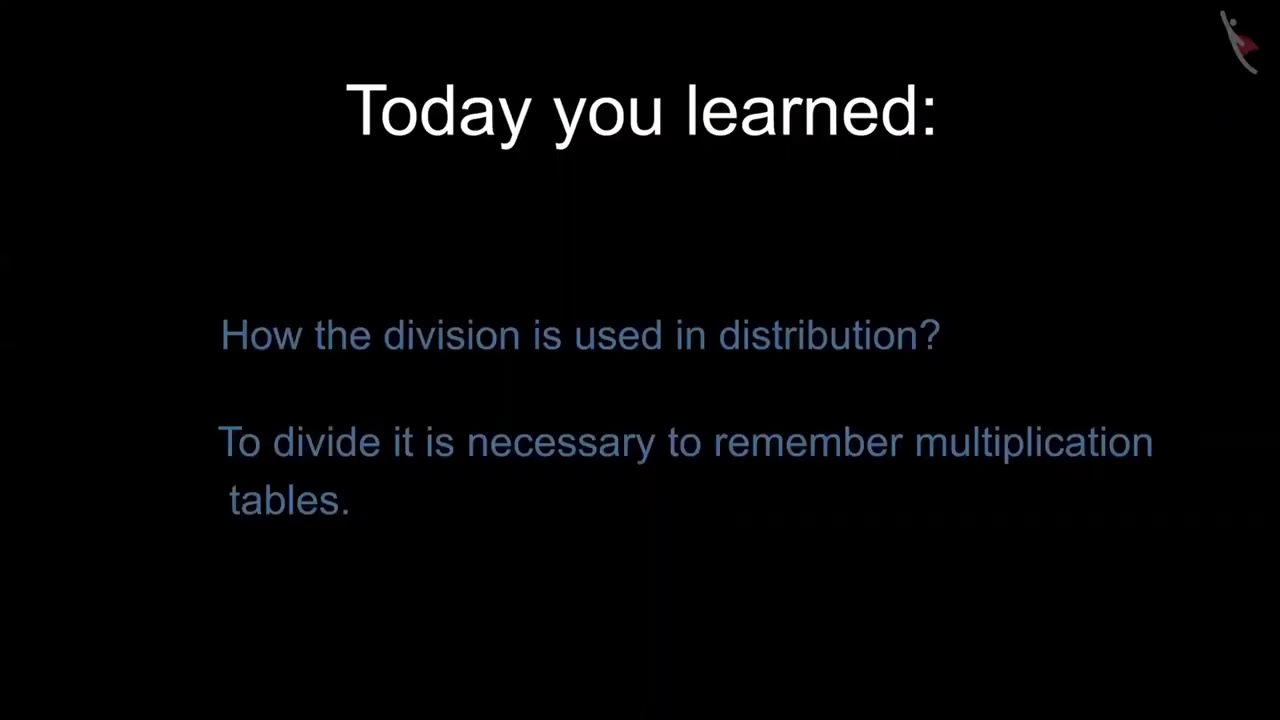 Today you learned:
How the division is used in distribution?
To divide it is necessary to remember multiplication
tables.